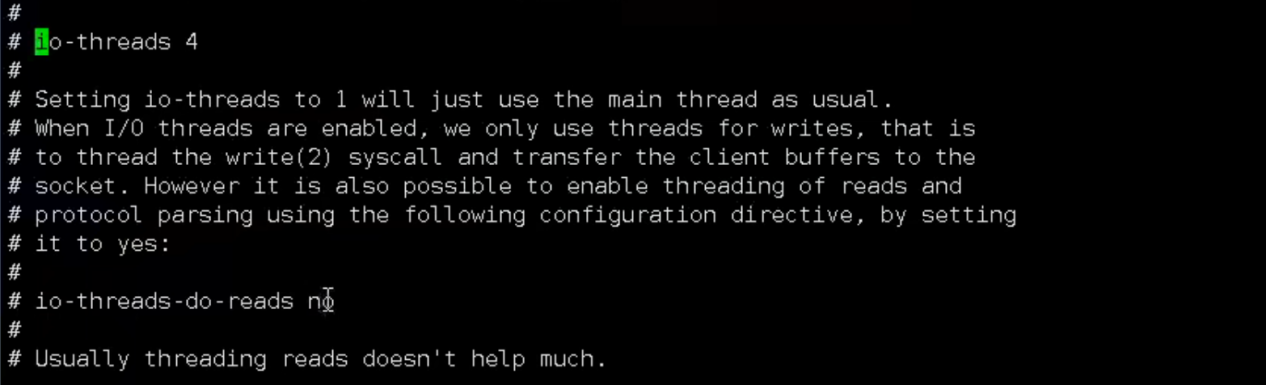 #
# io-threads 4
#
# Setting io-threads to 1 will just use the main thread as usual.
# When I/O threads are enabled, we only use threads for writes, that is
# to thread the write(2) syscall and transfer the client buffers to the
# socket. However it is also possible to enable threading of reads and
# protocol parsing using the following configuration directive, by setting
# it to yes:
#
# io-threads-do-reads no
#
# Usually threading reads doesn't help much.